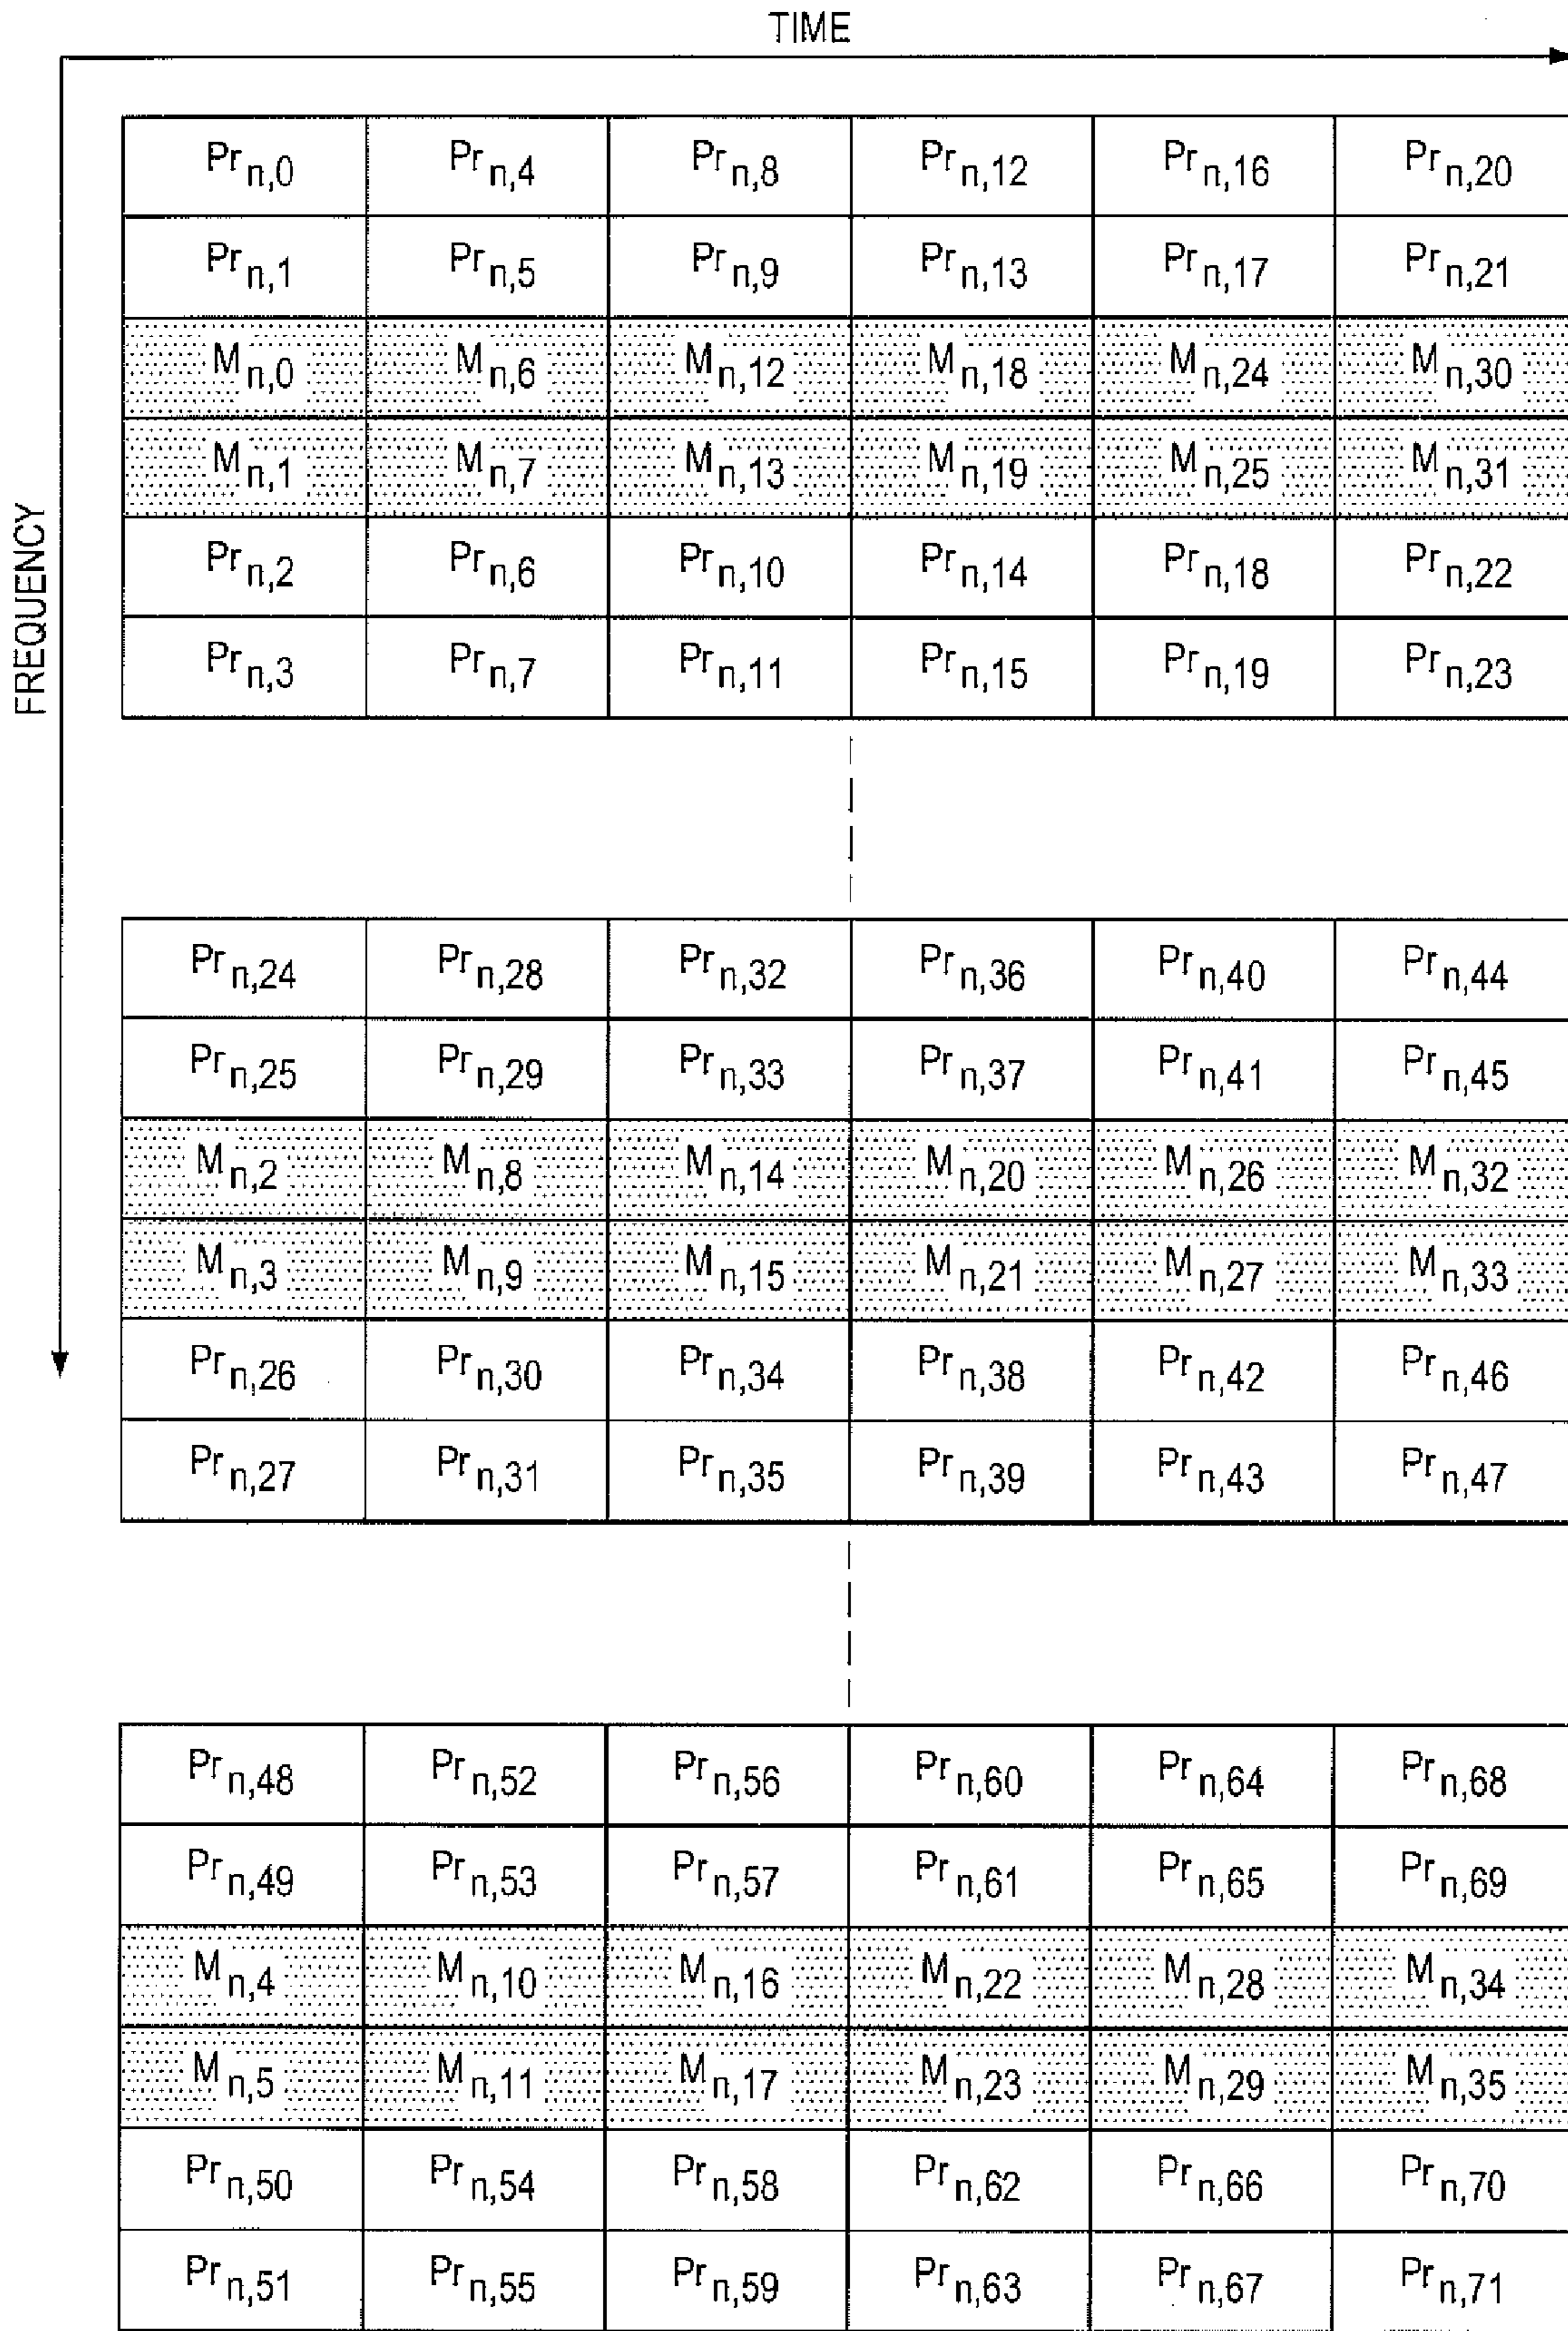 TIME
FREQUENCY
Pr n,0 Pr n,4 Pr n,8 Pr n,12 Pr n,16 Pr n,20
Pr n,1 Pr n,5 Pr n,9 Pr n,13 Pr n,17 Pr n,21
M n,0 M n,6 M n,12 M n,18 M n,24 M n,30
M n,1 M n,7 M n,13 M n,19 M n,25 M n,31
Pr n,2 Pr n,6 Pr n,10 Pr n,14 Pr n,18 Pr n,22
Pr n,3 Pr n,7 Pr n,11 Pr n,15 Pr n,19 Pr n,23
Pr n,24 Pr n,28 Pr n,32 Pr n,36 Pr n,40 Pr n,44
Pr n,25 Pr n,29 Pr n,33 Pr n,37 Pr n,41 Pr n,45
M n,2 M n,8 M n,14 M n,20 M n,26 M n,32
M n,3 M n,9 M n,15 M n,21 M n,27 M n,33
Pr n,26 Pr n,30 Pr n,34 Pr n,38 Pr n,42 Pr n,46
Pr n,27 Pr n,31 Pr n,35 Pr n,39 Pr n,43 Pr n,47
Pr n,48 Pr n,52 Pr n,56 Pr n,60 Pr n,64 Pr n,68
Pr n,49 Pr n,53 Pr n,57 Pr n,61 Pr n,65 Pr n,69
M n,4 M n,10 M n,16 M n,22 M n,28 M n,34
M n,5 M n,11 M n,17 M n,23 M n,29 M n,35
Pr n,50 Pr n,54 Pr n,58 Pr n,62 Pr n,66 Pr n,70
Pr n,51 Pr n,55 Pr n,59 Pr n,63 Pr n,67 Pr n,71